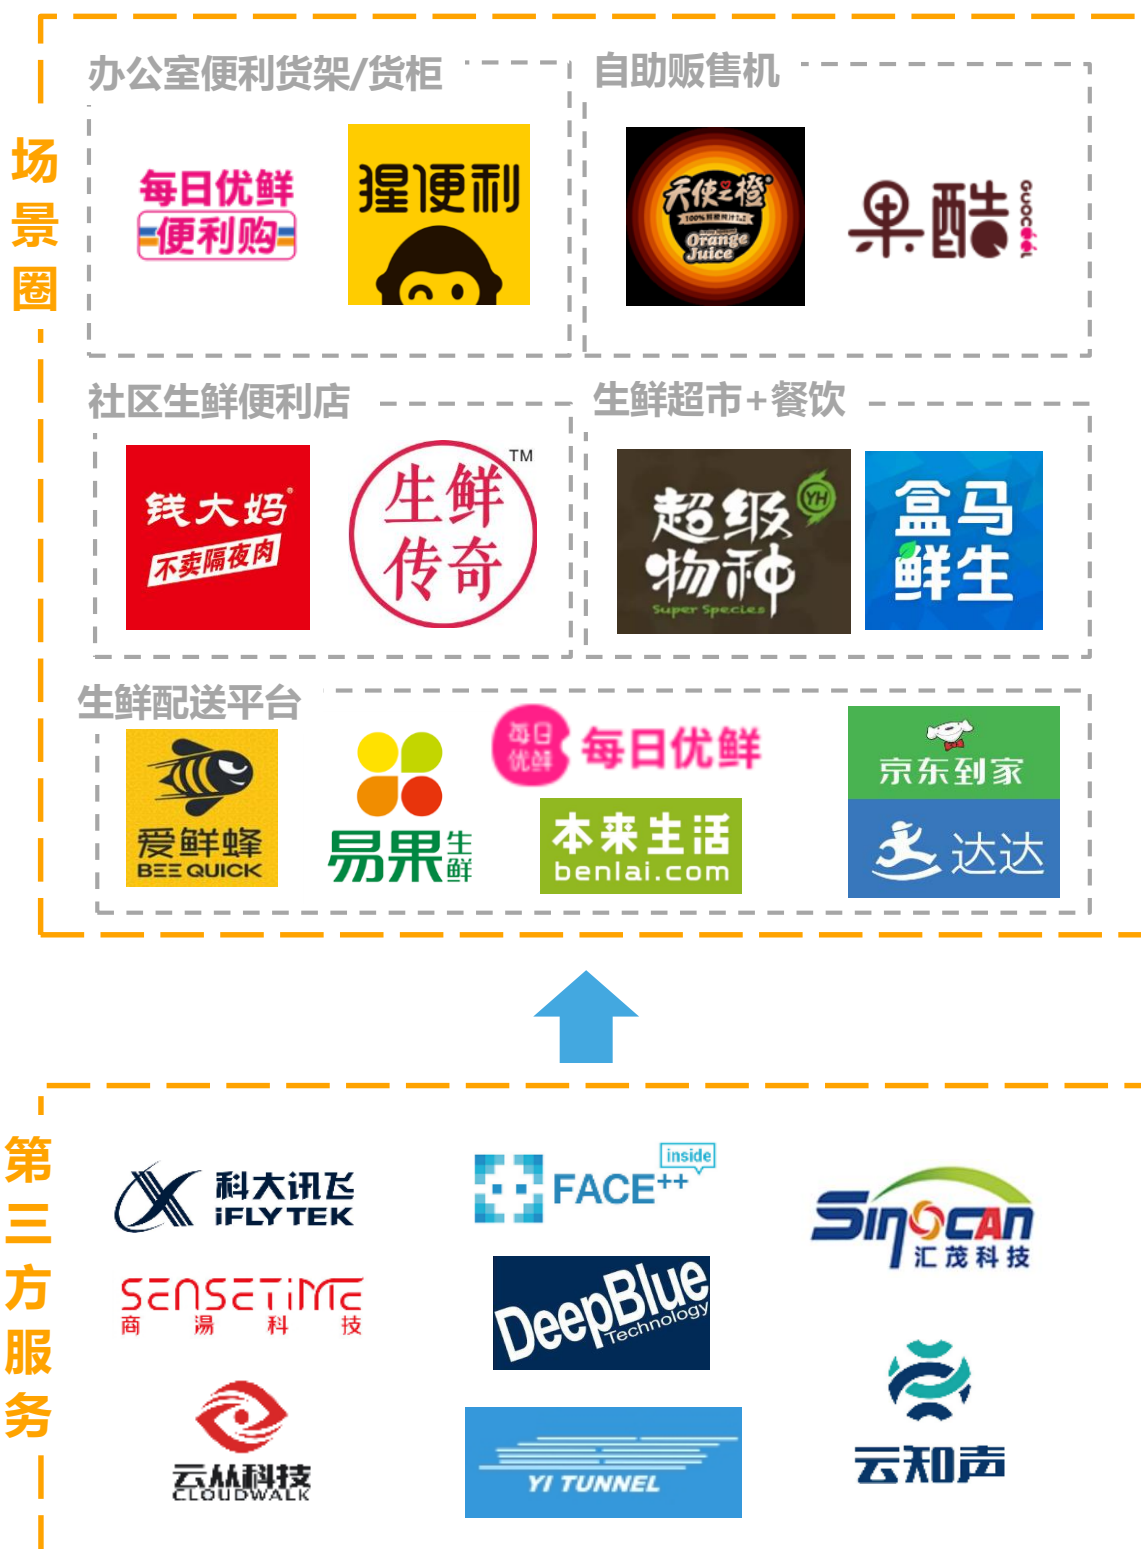 场景圈
办公室便利货架/货柜
每日优鲜
便利购
猩便利
自助贩售机
天使之橙
Orange
Juice
果酷
GUOCOOL
社区生鲜便利店
钱大妈
不卖隔夜肉
生鲜
传奇
TM
生鲜超市+餐饮
超级
物种
YH
Super Species
盒马
鲜生
生鲜配送平台
爱鲜蜂
BEE QUICK
易果生鲜
每日
优鲜
每日优鲜
本来生活
benlai.com
京东到家
达达
第三方服务
科大讯飞
iFLYTEK
FACE++
inside
SINOCAN
汇茂科技
SENSETIME
商湯科技
DeepBlue
Technology
云从科技
CLOUDWALK
YI TUNNEL
云知声